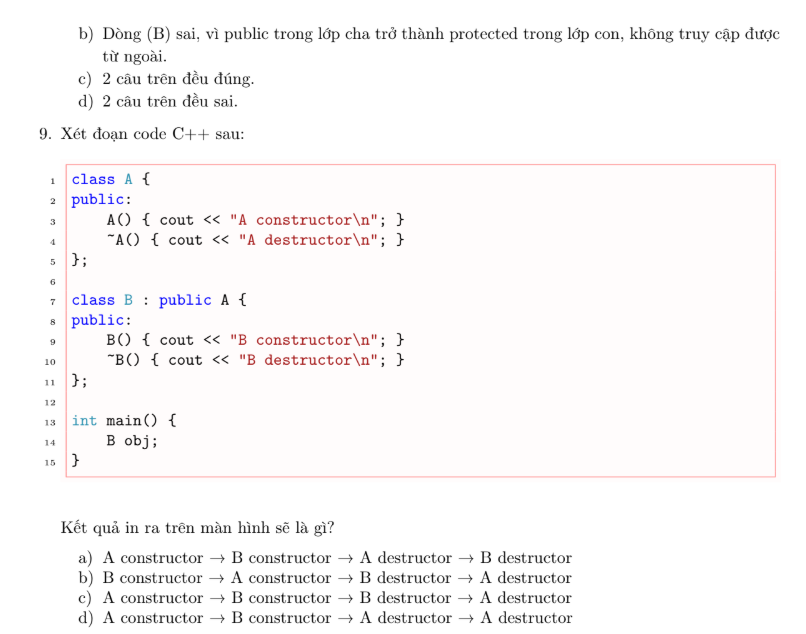 b) Dòng (B) sai, vì public trong lớp cha trở thành protected trong lớp con, không truy cập được
từ ngoài.
c) 2 câu trên đều đúng.
d) 2 câu trên đều sai.
9. Xét đoạn code C++ sau:
1 class A {
2 public:
3     A() { cout << "A constructor\n"; }
4     ~A() { cout << "A destructor\n"; }
5 };
6
7 class B : public A {
8 public:
9     B() { cout << "B constructor\n"; }
10     ~B() { cout << "B destructor\n"; }
11 };
12
13 int main() {
14     B obj;
15 }
Kết quả in ra trên màn hình sẽ là gì?
a) A constructor → B constructor → A destructor → B destructor
b) B constructor → A constructor → B destructor → A destructor
c) A constructor → B constructor → B destructor → A destructor
d) A constructor → B constructor → A destructor → A destructor